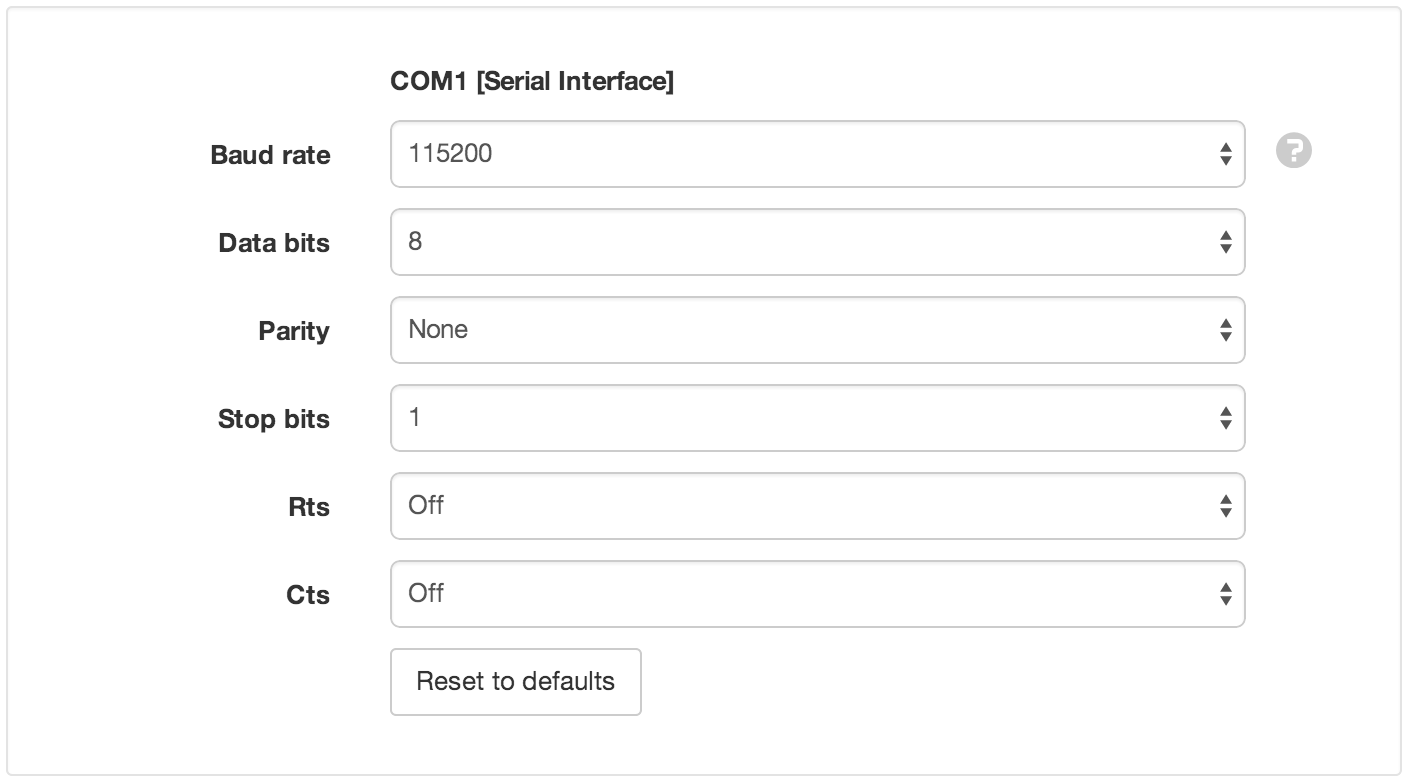 COM1 [Serial Interface]
Baud rate 115200 ?
Data bits 8
Parity None
Stop bits 1
Rts Off
Cts Off
Reset to defaults